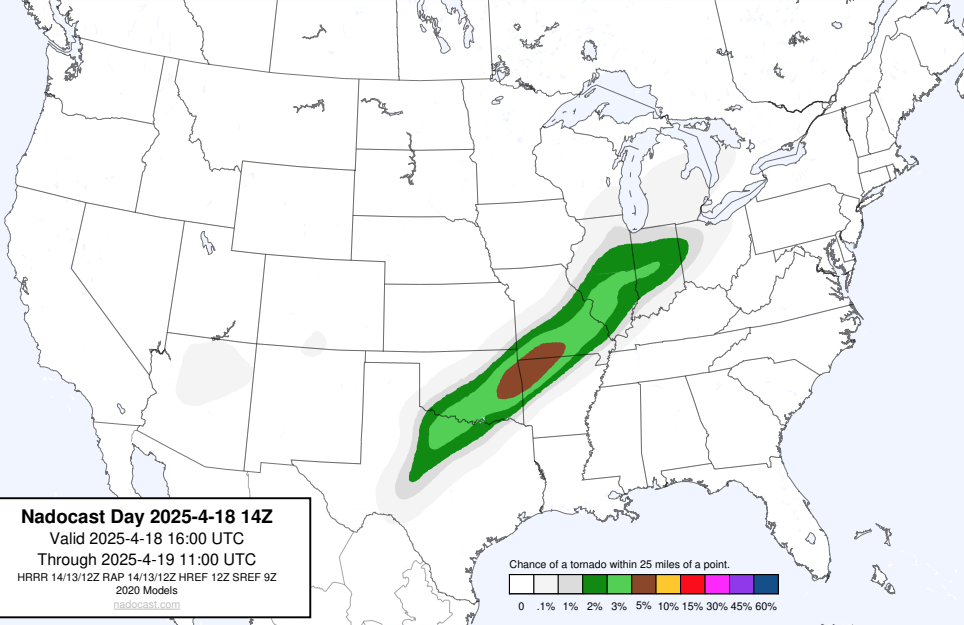 Nadocast Day 2025-4-18 14Z
Valid 2025-4-18 16:00 UTC
Through 2025-4-19 11:00 UTC
HRRR 14/13/12Z RAP 14/13/12Z HREF 12Z SREF 9Z
2020 Models
nadocast.com
Chance of a tornado within 25 miles of a point.
0 .1% 1% 2% 3% 5% 10% 15% 30% 45% 60%